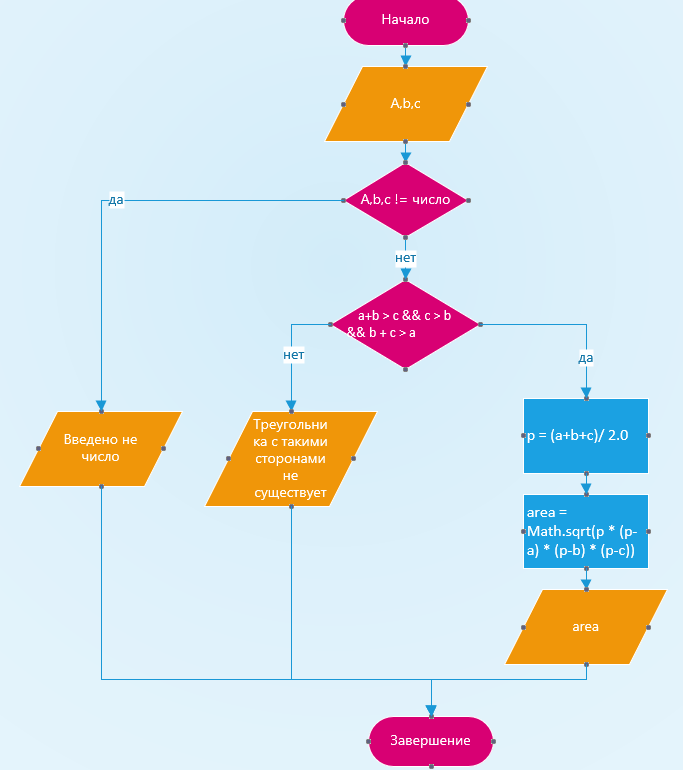 Начало
A,b,c
A,b,c != число
да
нет
a+b > c && c > b
&& b + c > a
нет
да
Введено не
число
Треугольни
ка с такими
сторонами
не
существует
p = (a+b+c)/ 2.0
area =
Math.sqrt(p * (p-
a) * (p-b) * (p-c))
area
Завершение